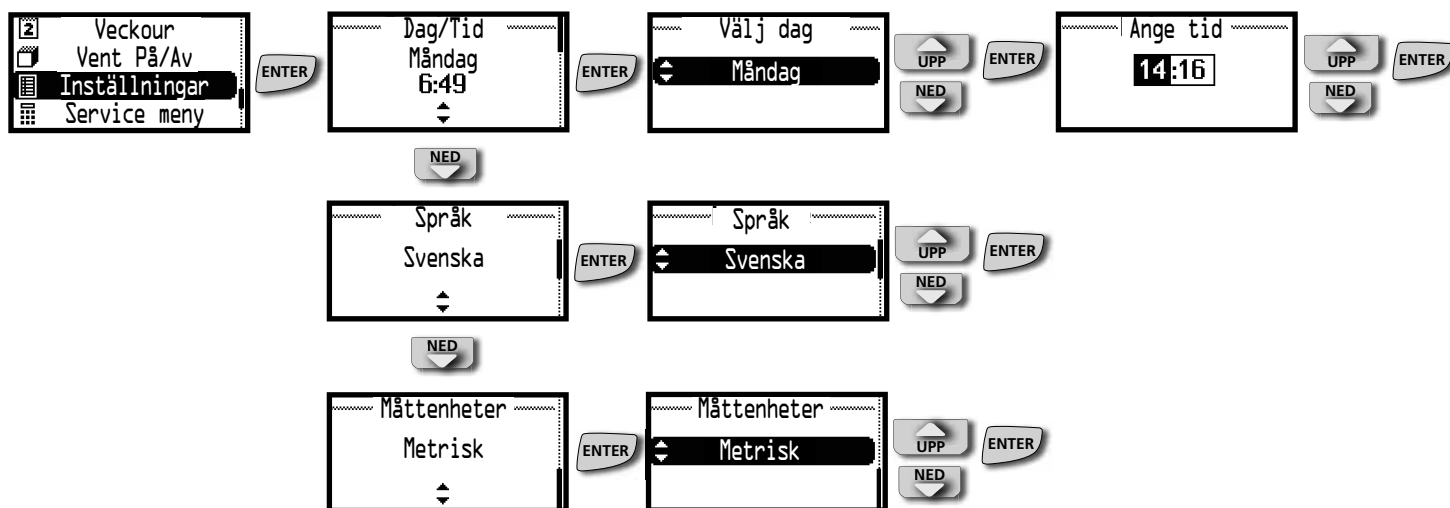 2 Veckour
Vent På/Av
Inställningar
Service meny
ENTER
Dag/Tid
Måndag
6:49
ENTER
Välj dag
Måndag
UPP
NED
ENTER
Ange tid
14:16
UPP
NED
ENTER
NED
Språk
Svenska
ENTER
Språk
Svenska
UPP
NED
ENTER
NED
Måttenheter
Metrisk
ENTER
Måttenheter
Metrisk
UPP
NED
ENTER